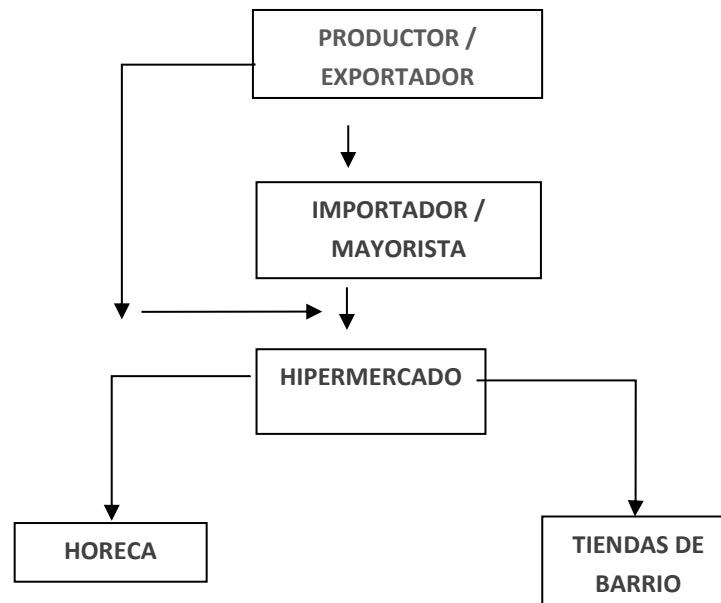 PRODUCTOR /
EXPORTADOR
IMPORTADOR /
MAYORISTA
HIPERMERCADO
HORECA
TIENDAS DE
BARRIO